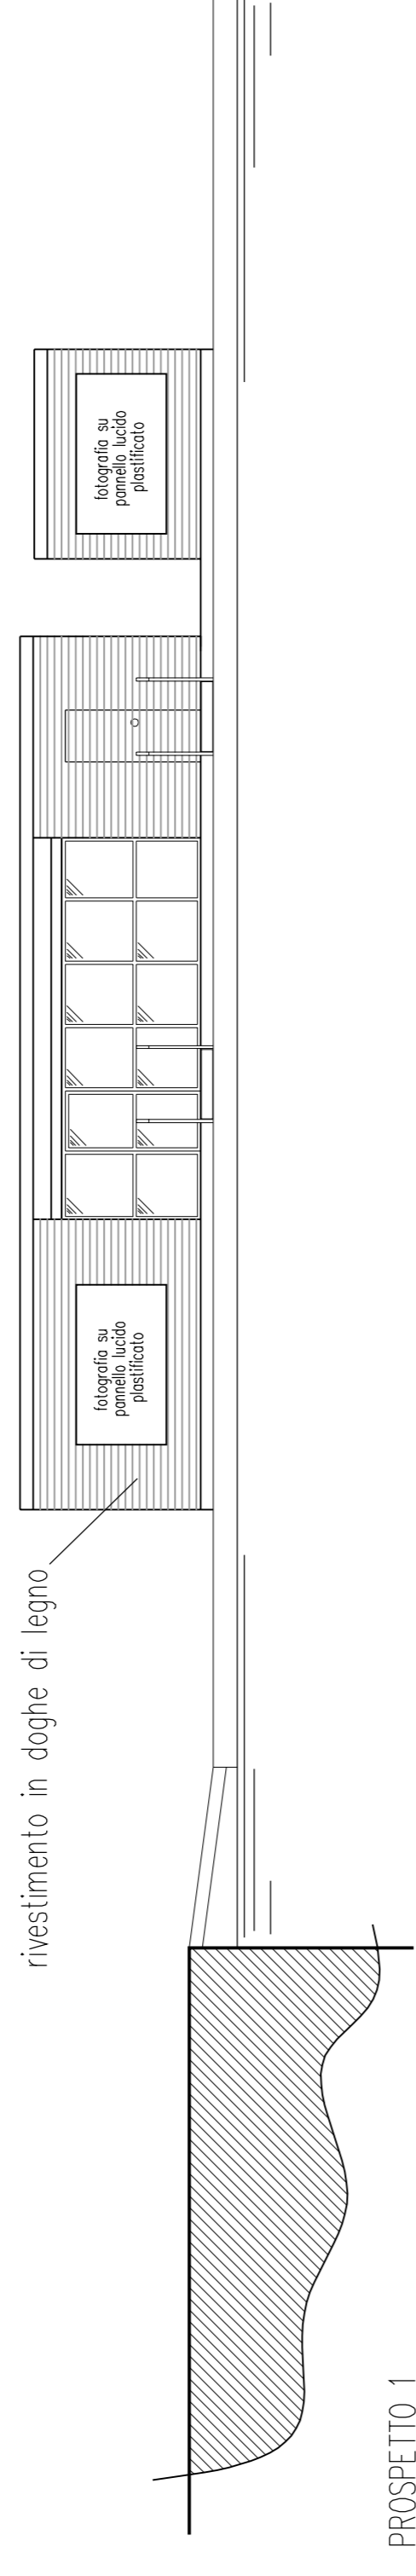 rivestimento in doghe di legno
fotografia su
pannello lucido
plastificato
fotografia su
pannello lucido
plastificato
PROSPETTO 1